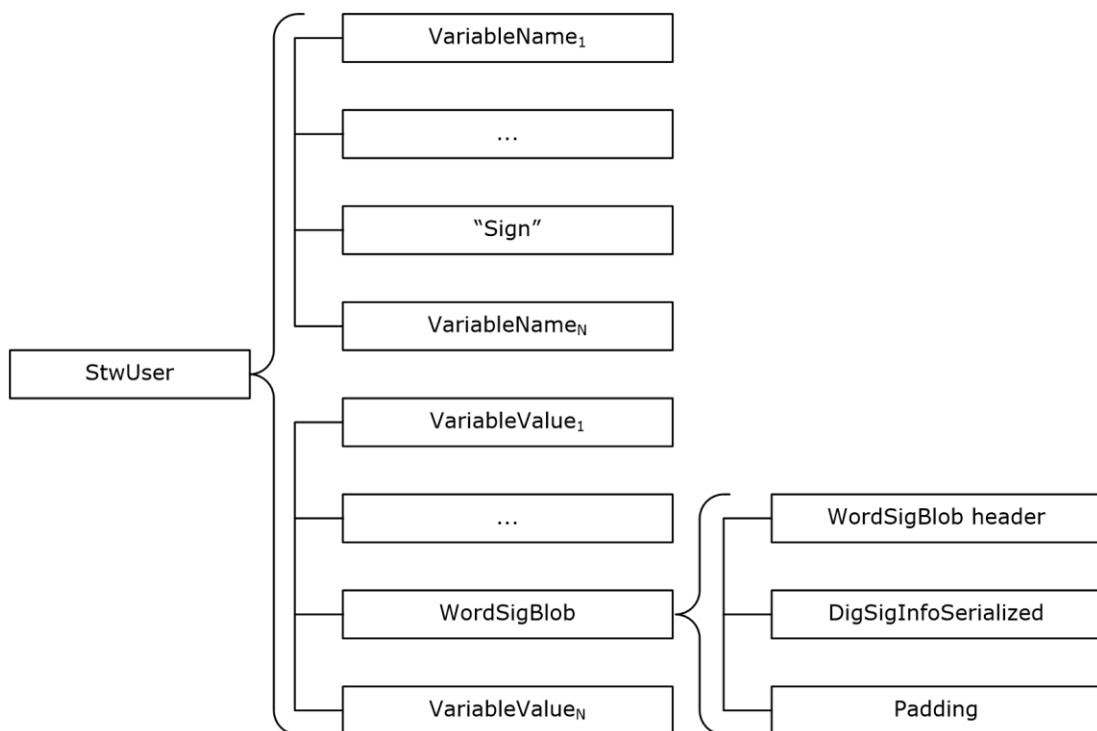 VariableName₁
...
“Sign”
VariableNameₙ
StwUser
VariableValue₁
...
WordSigBlob header
WordSigBlob
DigSigInfoSerialized
VariableValueₙ
Padding